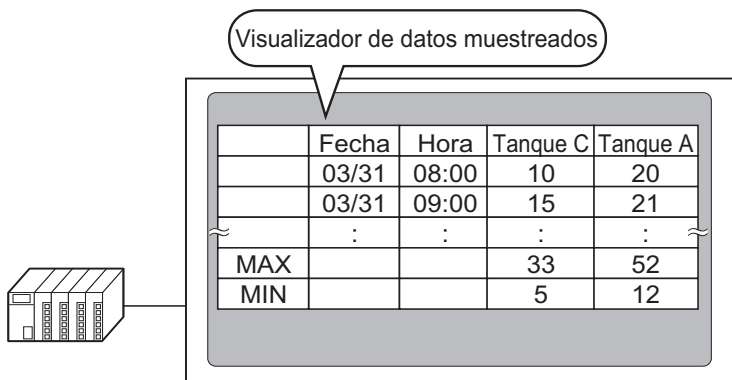 Visualizador de datos muestreados
Fecha Hora Tanque C Tanque A
03/31 08:00 10 20
03/31 09:00 15 21
: : : :
MAX 33 52
MIN 5 12